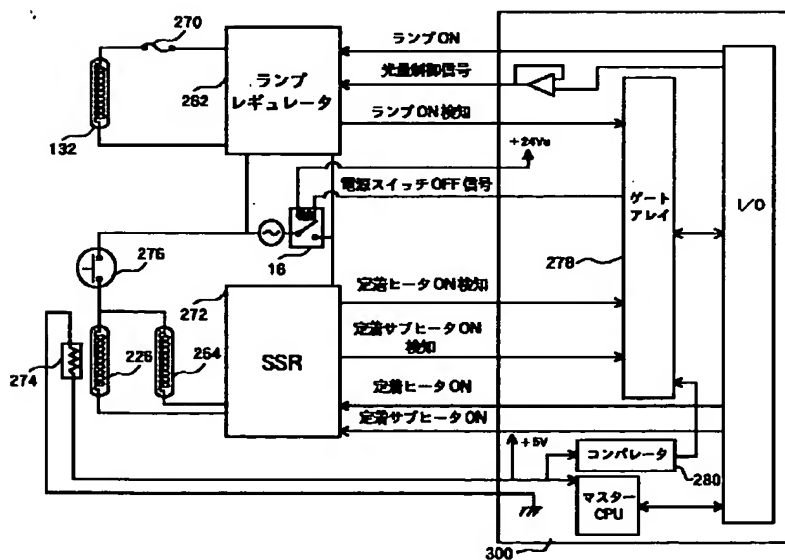 270
ランプ
レギュレータ
262
132
ランプON
光量制御信号
ランプON検知
+24Va
電源スイッチOFF信号
ゲート
アレイ
I/O
278
276
16
272
定着ヒータON検知
定着サブヒータON
検知
274
226
264
SSR
定着ヒータON
定着サブヒータON
+5V
コンパレータ
280
マスター
CPU
300